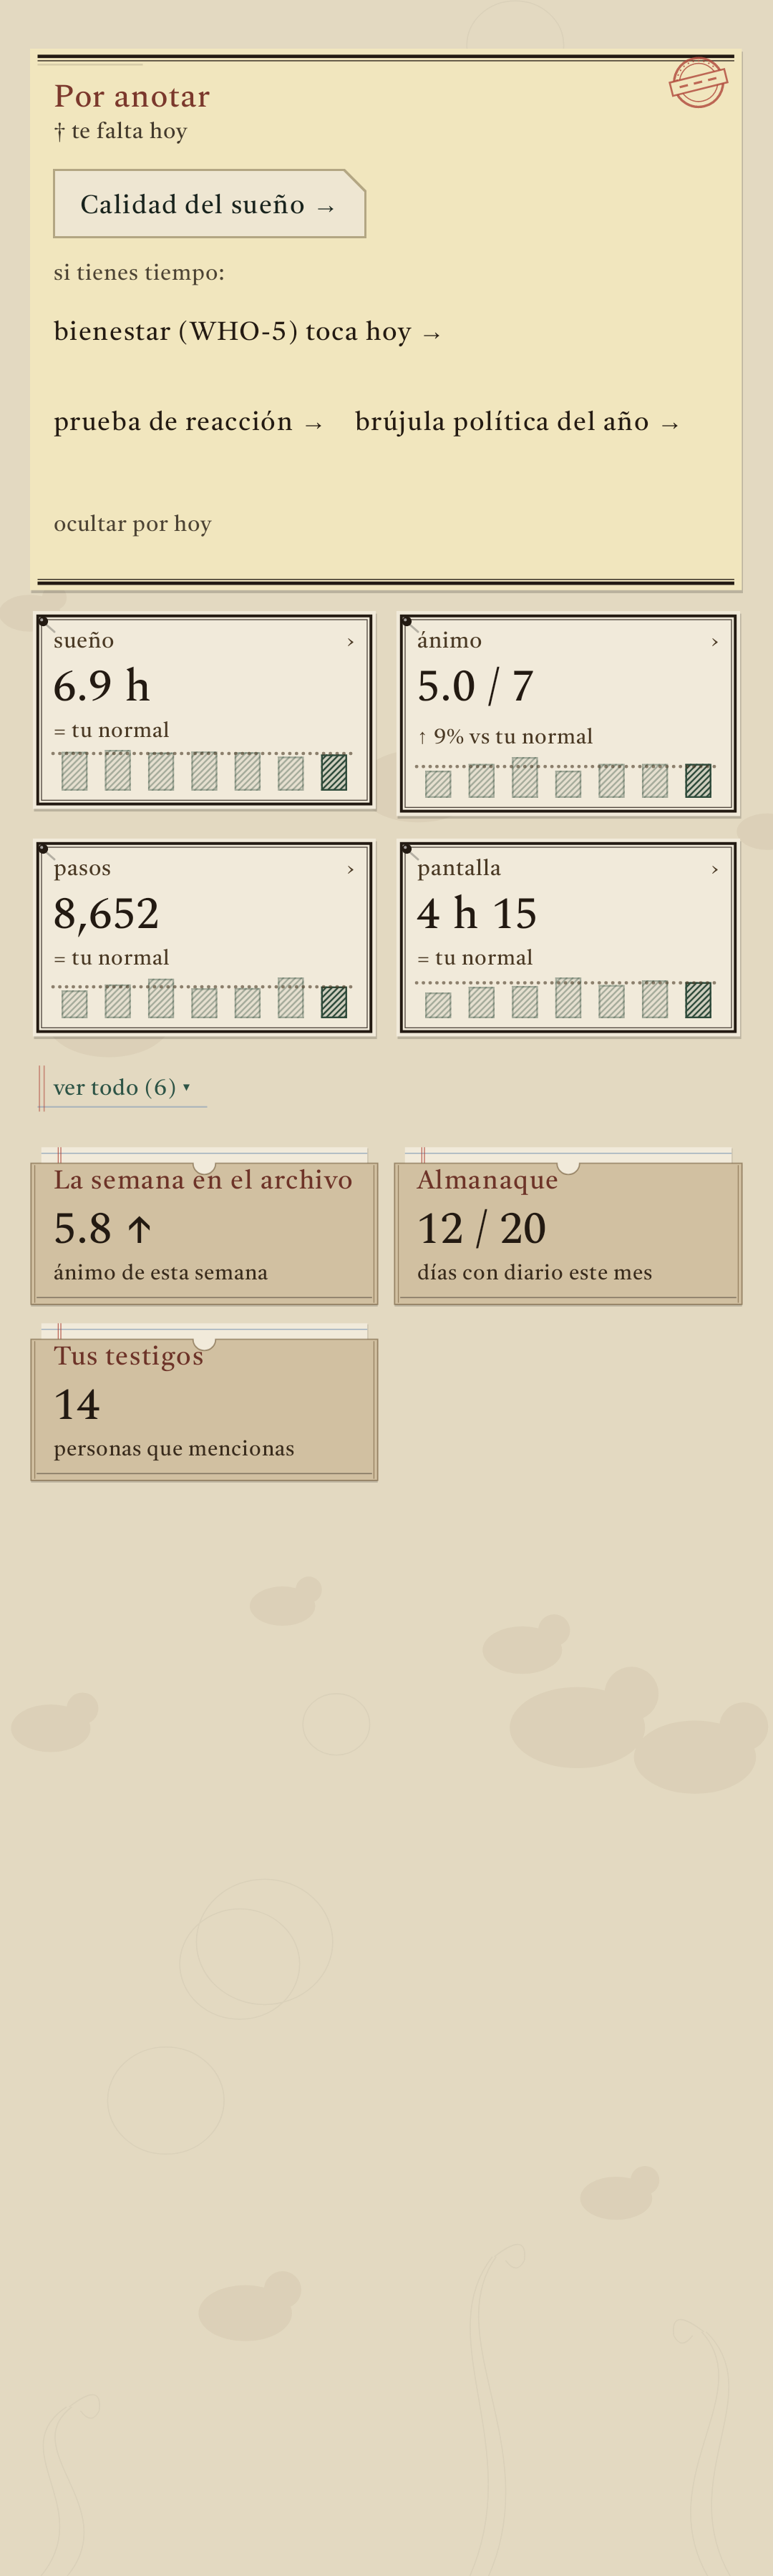 Por anotar
† te falta hoy
Calidad del sueño →
si tienes tiempo:
bienestar (WHO-5) toca hoy →
prueba de reacción → brújula política del año →
ocultar por hoy
sueño ›
6.9 h
= tu normal
ánimo ›
5.0 / 7
↑ 9% vs tu normal
pasos ›
8,652
= tu normal
pantalla ›
4 h 15
= tu normal
ver todo (6) ▾
La semana en el archivo
5.8 ↑
ánimo de esta semana
Almanaque
12 / 20
días con diario este mes
Tus testigos
14
personas que mencionas